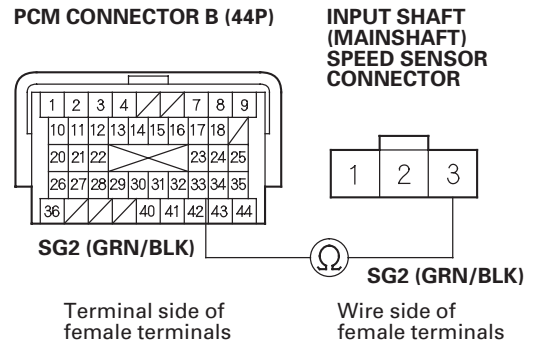 PCM CONNECTOR B (44P)
INPUT SHAFT
(MAINSHAFT)
SPEED SENSOR
CONNECTOR
1 2 3 4 7 8 9
10 11 12 13 14 15 16 17 18
20 21 22 23 24 25
26 27 28 29 30 31 32 33 34 35
36 40 41 42 43 44
1 2 3
SG2 (GRN/BLK)
Ω
SG2 (GRN/BLK)
Terminal side of
female terminals
Wire side of
female terminals